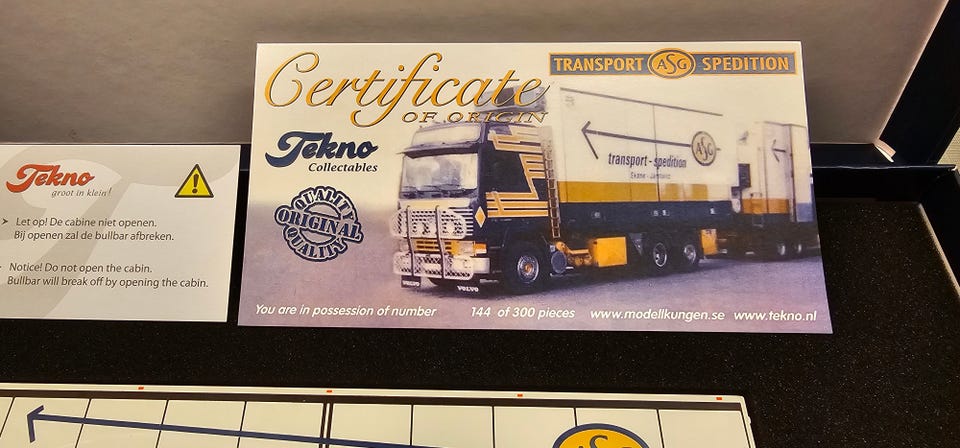 Tekno
groot in klein!
Let op! De cabine niet openen.
Bij openen zal de bullbar afbreken.
Notice! Do not open the cabin.
Bullbar will break off by opening the cabin.
Certificate
OF ORIGIN
TRANSPORT ASG SPEDITION
Tekno
Collectables
QUALITY
ORIGINAL
QUALITY
ASG
transport - spedition
VOLVO
VOLVO
You are in possession of number 144 of 300 pieces www.modellkungen.se www.tekno.nl
ASG